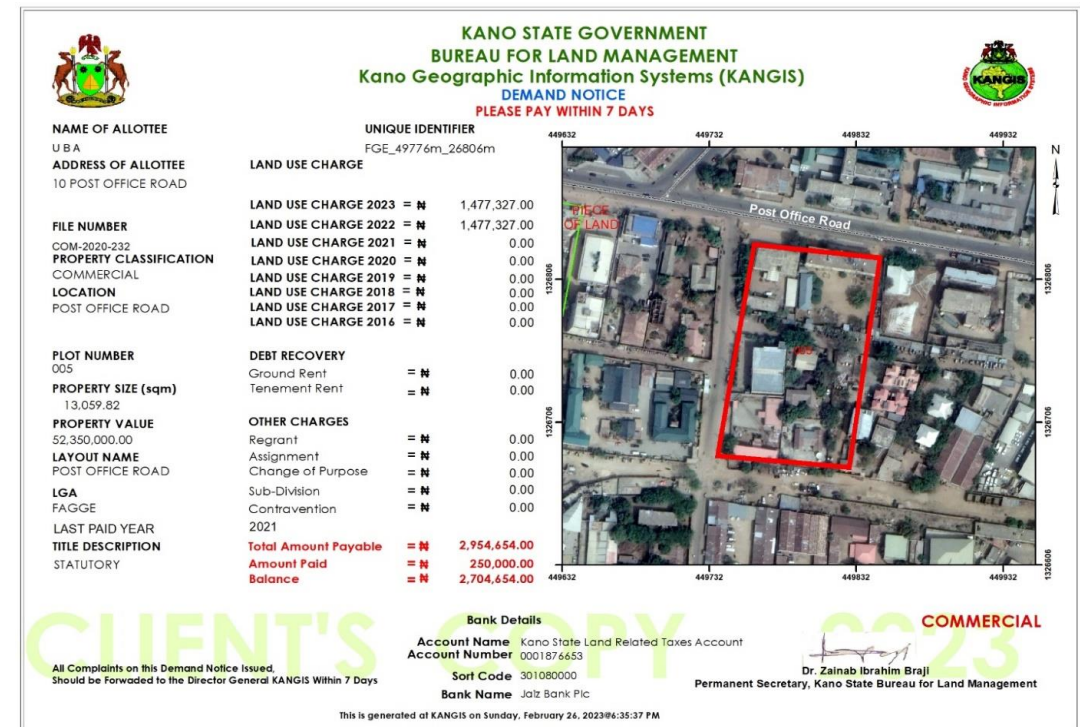 KANO STATE GOVERNMENT
BUREAU FOR LAND MANAGEMENT
Kano Geographic Information Systems (KANGIS)
DEMAND NOTICE
PLEASE PAY WITHIN 7 DAYS
KANGIS
KANO GEOGRAPHIC INFORMATION SYSTEMS
NAME OF ALLOTTEE
U B A
UNIQUE IDENTIFIER
FGE_49776m_26806m
ADDRESS OF ALLOTTEE
10 POST OFFICE ROAD
LAND USE CHARGE
LAND USE CHARGE 2023 = ₦ 1,477,327.00
FILE NUMBER
LAND USE CHARGE 2022 = ₦ 1,477,327.00
COM-2020-232
LAND USE CHARGE 2021 = ₦ 0.00
PROPERTY CLASSIFICATION
LAND USE CHARGE 2020 = ₦ 0.00
COMMERCIAL
LAND USE CHARGE 2019 = ₦ 0.00
LOCATION
LAND USE CHARGE 2018 = ₦ 0.00
POST OFFICE ROAD
LAND USE CHARGE 2017 = ₦ 0.00
LAND USE CHARGE 2016 = ₦ 0.00
PLOT NUMBER
005
DEBT RECOVERY
Ground Rent = ₦ 0.00
PROPERTY SIZE (sqm)
13,059.82
Tenement Rent = ₦ 0.00
PROPERTY VALUE
52,350,000.00
OTHER CHARGES
Regrant = ₦ 0.00
LAYOUT NAME
POST OFFICE ROAD
Assignment = ₦ 0.00
Change of Purpose = ₦ 0.00
LGA
FAGGE
Sub-Division = ₦ 0.00
Contravention = ₦ 0.00
LAST PAID YEAR 2021
TITLE DESCRIPTION
STATUTORY
Total Amount Payable = ₦ 2,954,654.00
Amount Paid = ₦ 250,000.00
Balance = ₦ 2,704,654.00
449632 449732 449832 449932
N
PIECE
OF LAND
Post Office Road
005
1326806 1326806
1326706 1326706
1326606
449632 449732 449832 449932
CLIENT'S COPY 2023
COMMERCIAL
Bank Details
Account Name Kano State Land Related Taxes Account
Account Number 0001876653
Sort Code 301080000
Bank Name Jaiz Bank Plc
All Complaints on this Demand Notice Issued,
Should be Forwaded to the Director General KANGIS Within 7 Days
Dr. Zainab Ibrahim Braji
Permanent Secretary, Kano State Bureau for Land Management
This is generated at KANGIS on Sunday, February 26, 2023@6:35:37 PM